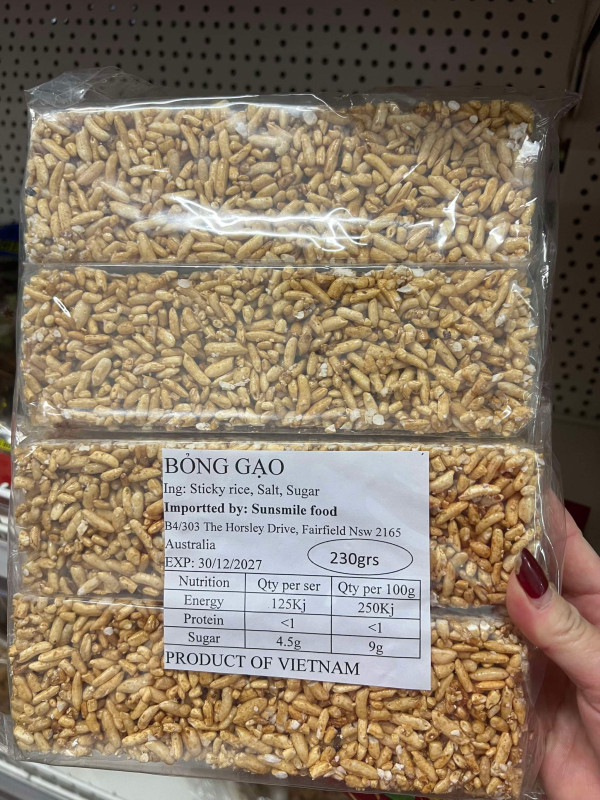 BỎNG GẠO
Ing: Sticky rice, Salt, Sugar
Importted by: Sunsmile food
B4/303 The Horsley Drive, Fairfield Nsw 2165
Australia
230grs
EXP: 30/12/2027
Nutrition Qty per ser Qty per 100g
Energy 125Kj 250Kj
Protein <1 <1
Sugar 4.5g 9g
PRODUCT OF VIETNAM